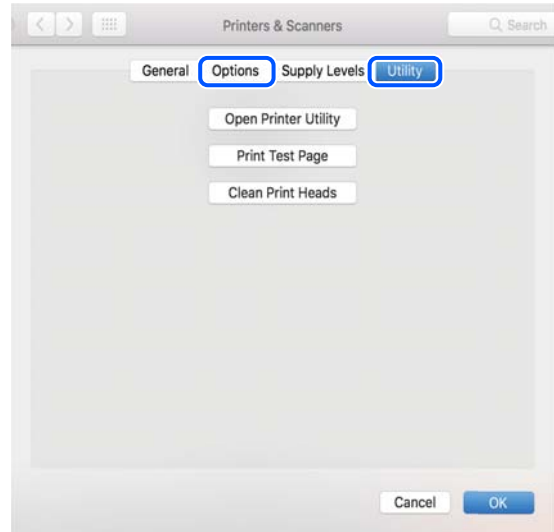 Printers & Scanners
Search
General Options Supply Levels Utility
Open Printer Utility
Print Test Page
Clean Print Heads
Cancel OK